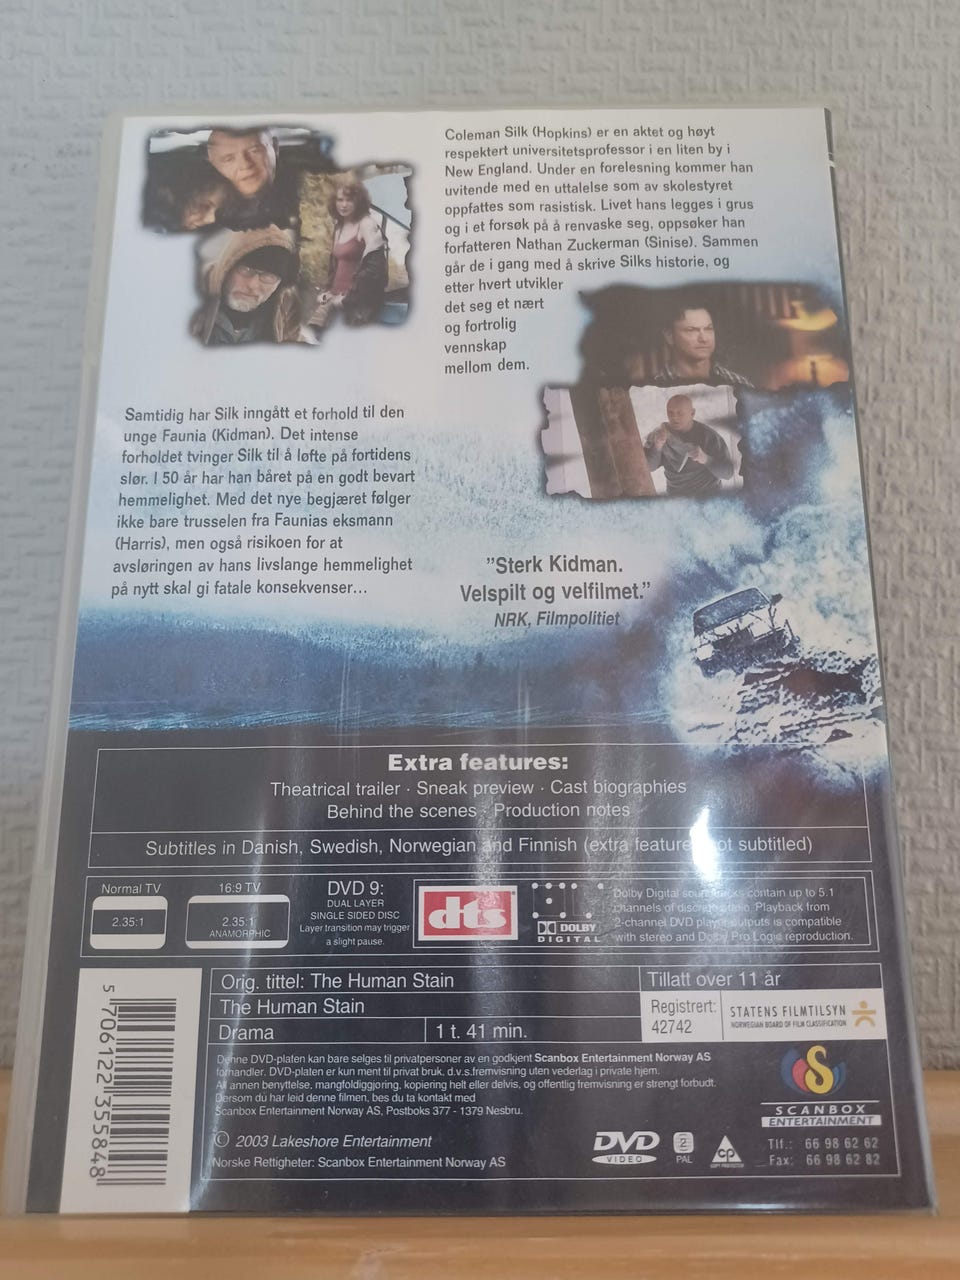 Coleman Silk (Hopkins) er en aktet og høyt
respektert universitetsprofessor i en liten by i
New England. Under en forelesning kommer han
uvitende med en uttalelse som av skolestyret
oppfattes som rasistisk. Livet hans legges i grus
og i et forsøk på å renvaske seg, oppsøker han
forfatteren Nathan Zuckerman (Sinise). Sammen
går de i gang med å skrive Silks historie, og
etter hvert utvikler
det seg et nært
og fortrolig
vennskap
mellom dem.
Samtidig har Silk inngått et forhold til den
unge Faunia (Kidman). Det intense
forholdet tvinger Silk til å løfte på fortidens
slør. I 50 år har han båret på en godt bevart
hemmelighet. Med det nye begjæret følger
ikke bare trusselen fra Faunias eksmann
(Harris), men også risikoen for at
avsløringen av hans livslange hemmelighet
på nytt skal gi fatale konsekvenser...
"Sterk Kidman.
Velspilt og velfilmet."
NRK, Filmpolitiet
Extra features:
Theatrical trailer · Sneak preview · Cast biographies
Behind the scenes · Production notes
Subtitles in Danish, Swedish, Norwegian and Finnish (extra features not subtitled)
Normal TV
2.35:1
16:9 TV
2.35:1
ANAMORPHIC
DVD 9:
DUAL LAYER
SINGLE SIDED DISC
Layer transition may trigger
a slight pause.
dts
DOLBY
DIGITAL
Dolby Digital soundtracks contain up to 5.1
channels of discrete audio. Playback from
2-channel DVD player outputs is compatible
with stereo and Dolby Pro Logic reproduction.
Orig. tittel: The Human Stain
The Human Stain
Drama
1 t. 41 min.
Tillatt over 11 år
Registrert:
42742
STATENS FILMTILSYN
NORWEGIAN BOARD OF FILM CLASSIFICATION
Denne DVD-platen kan bare selges til privatpersoner av en godkjent Scanbox Entertainment Norway AS
forhandler. DVD-platen er kun ment til privat bruk, d.v.s.fremvisning uten vederlag i private hjem.
All annen benyttelse, mangfoldiggjøring, kopiering helt eller delvis, og offentlig fremvisning er strengt forbudt.
Dersom du har leid denne filmen, bes du ta kontakt med
Scanbox Entertainment Norway AS, Postboks 377 - 1379 Nesbru.
© 2003 Lakeshore Entertainment
Norske Rettigheter: Scanbox Entertainment Norway AS
DVD
VIDEO
2
PAL
CP
COPY PROTECTED
S
SCANBOX
ENTERTAINMENT
Tlf.: 66 98 62 62
Fax: 66 98 62 82
5 706122 355848